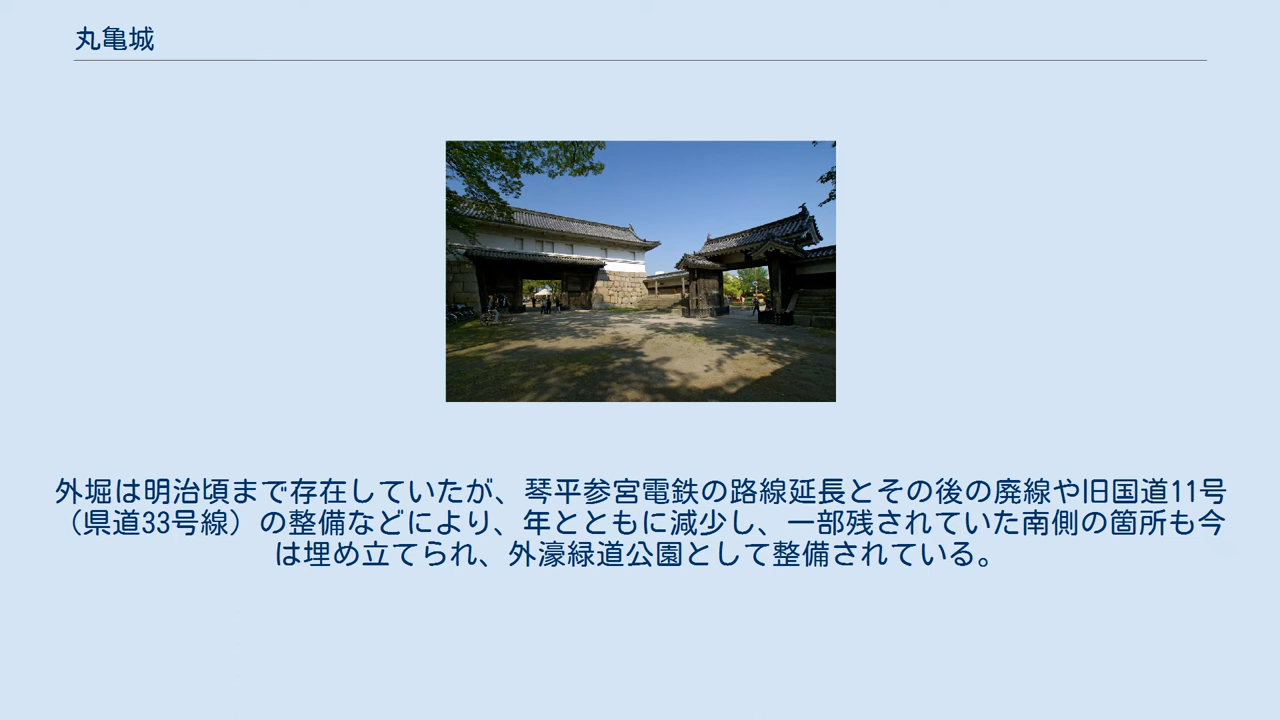 丸亀城
外堀は明治頃まで存在していたが、琴平参宮電鉄の路線延長とその後の廃線や旧国道11号
（県道33号線）の整備などにより、年とともに減少し、一部残されていた南側の箇所も今
は埋め立てられ、外濠緑道公園として整備されている。